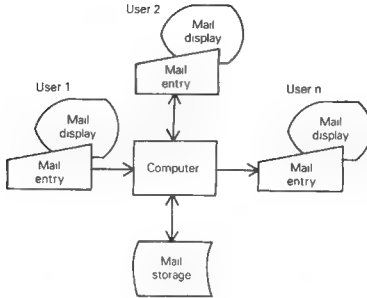 User 2
Mail
display
Mail
entry
User 1
Mail
display
Mail
entry
Computer
User n
Mail
display
Mail
entry
Mail
storage